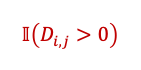 𝕀(D_{i,j} > 0)